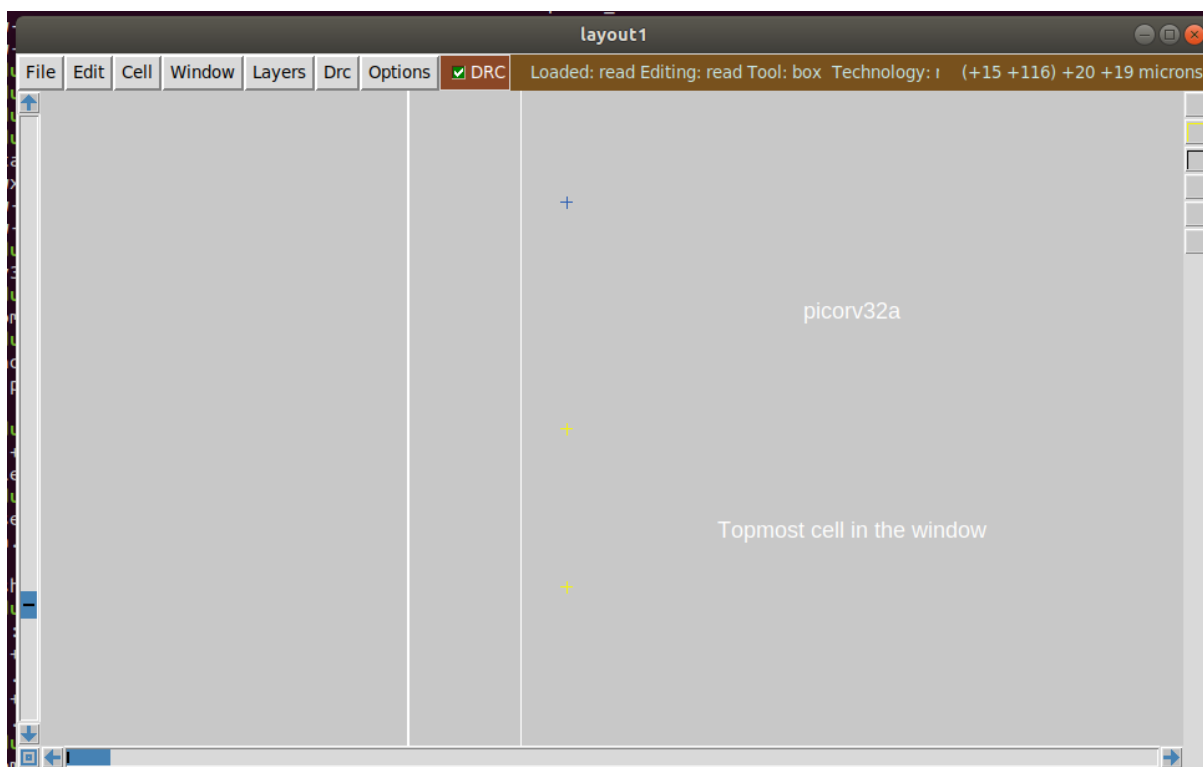 layout1
File Edit Cell Window Layers Drc Options DRC Loaded: read Editing: read Tool: box Technology: (+15 +116) +20 +19 microns
picorv32a
Topmost cell in the window